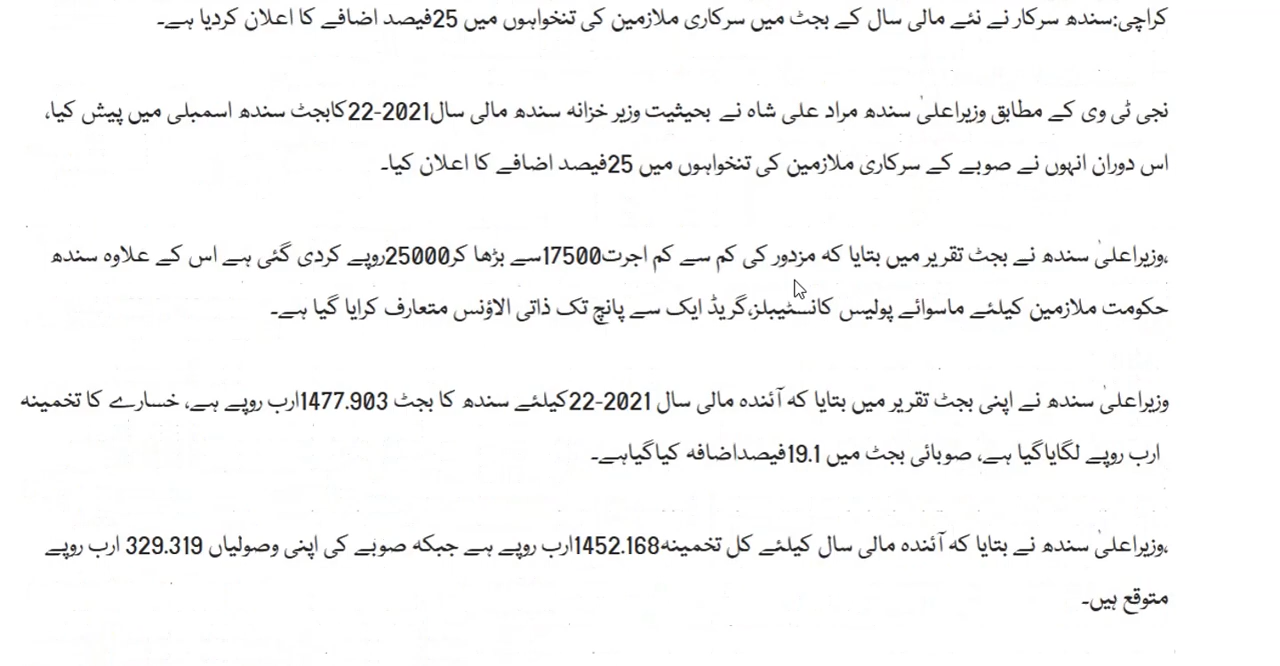 کراچی:سندھ سرکار نے نئے مالی سال کے بجٹ میں سرکاری ملازمین کی تنخواہوں میں 25فیصد اضافے کا اعلان کردیا ہے۔
نجی ٹی وی کے مطابق وزیراعلیٰ سندھ مراد علی شاہ نے بحیثیت وزیر خزانہ سندھ مالی سال2021-22کابجٹ سندھ اسمبلی میں پیش کیا،
اس دوران انہوں نے صوبے کے سرکاری ملازمین کی تنخواہوں میں 25فیصد اضافے کا اعلان کیا۔
،وزیراعلیٰ سندھ نے بجٹ تقریر میں بتایا کہ مزدور کی کم سے کم اجرت17500سے بڑھا کر25000روپے کردی گئی ہے اس کے علاوہ سندھ
حکومت ملازمین کیلئے ماسوائے پولیس کانسٹیبلز،گریڈ ایک سے پانچ تک ذاتی الاؤنس متعارف کرایا گیا ہے۔
وزیراعلیٰ سندھ نے اپنی بجٹ تقریر میں بتایا کہ آئندہ مالی سال 2021-22کیلئے سندھ کا بجٹ 1477.903ارب روپے ہے، خسارے کا تخمینہ
ارب روپے لگایاگیا ہے، صوبائی بجٹ میں 19.1فیصداضافہ کیاگیاہے۔
،وزیراعلیٰ سندھ نے بتایا کہ آئندہ مالی سال کیلئے کل تخمینہ1452.168ارب روپے ہے جبکہ صوبے کی اپنی وصولیاں 329.319 ارب روپے
متوقع ہیں۔